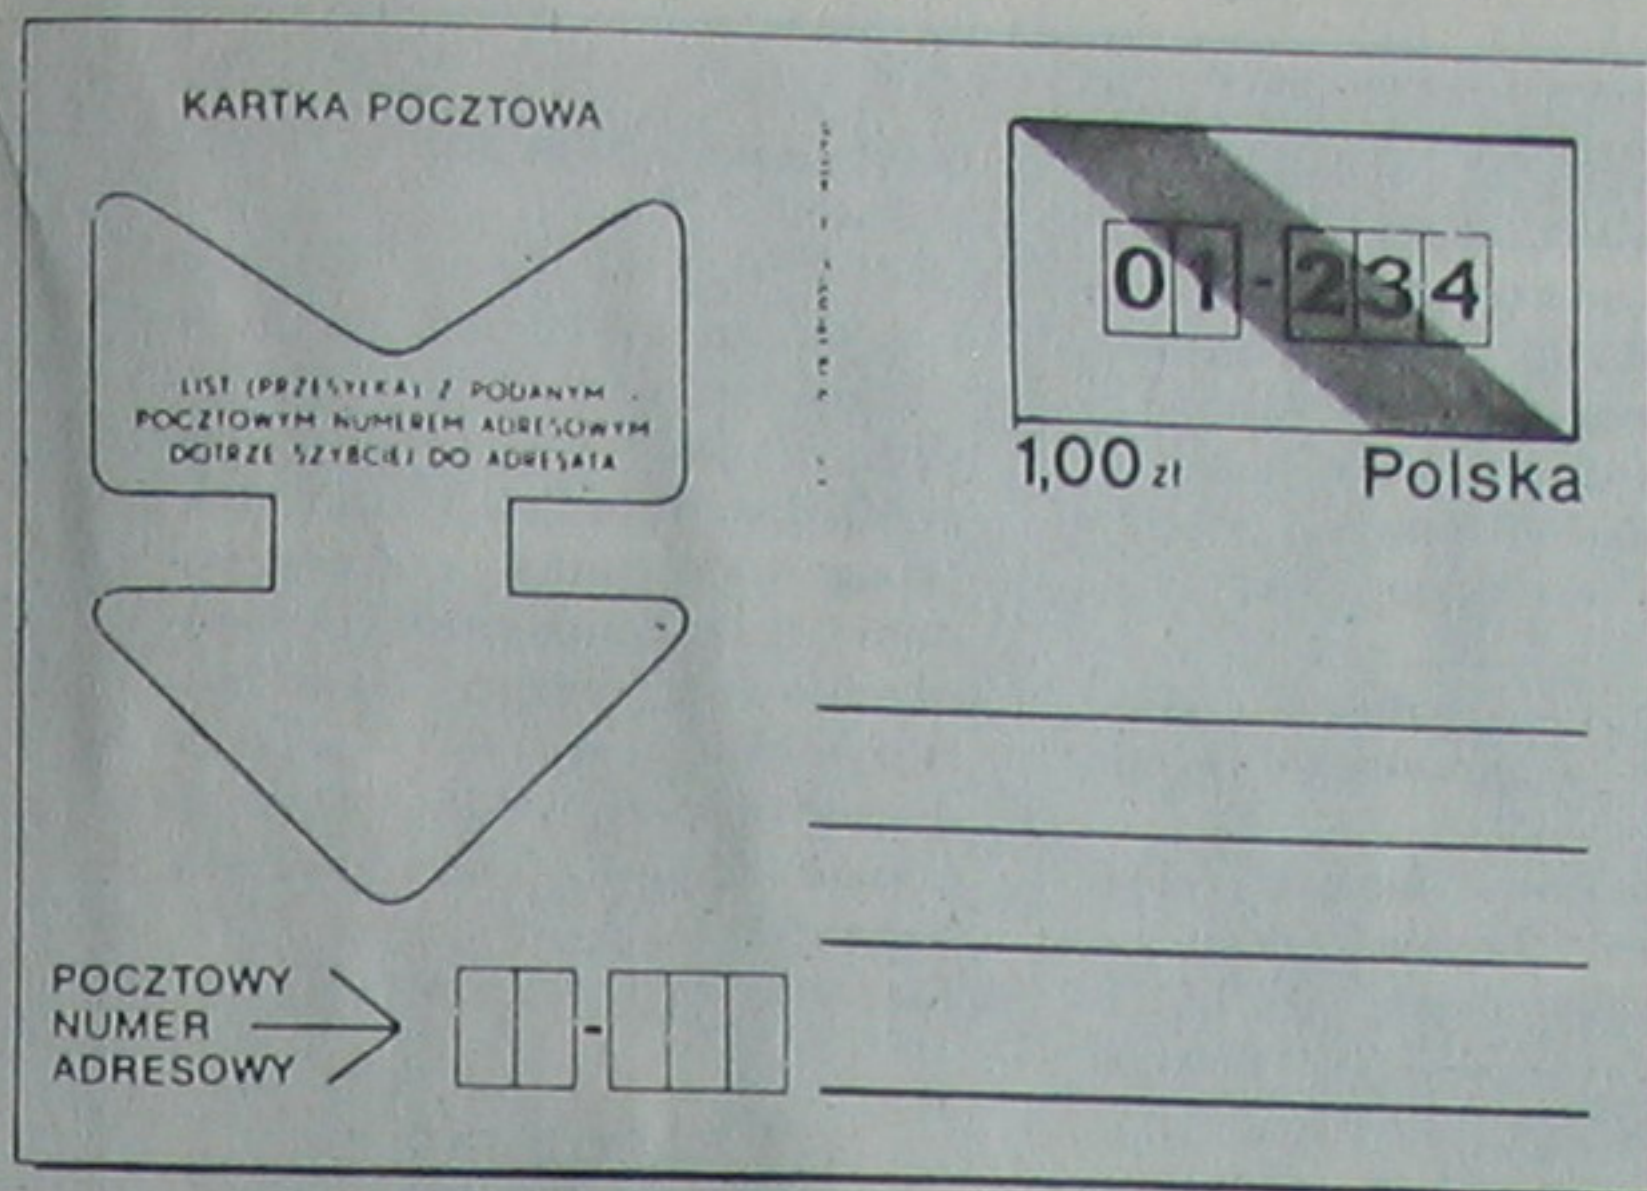 KARTKA POCZTOWA
LIST (PRZESYŁKA) Z PODANYM
POCZTOWYM NUMEREM ADRESOWYM
DOTRZE SZYBCIEJ DO ADRESATA
POCZTOWY
NUMER
ADRESOWY
-
01-234
1,00 zł Polska